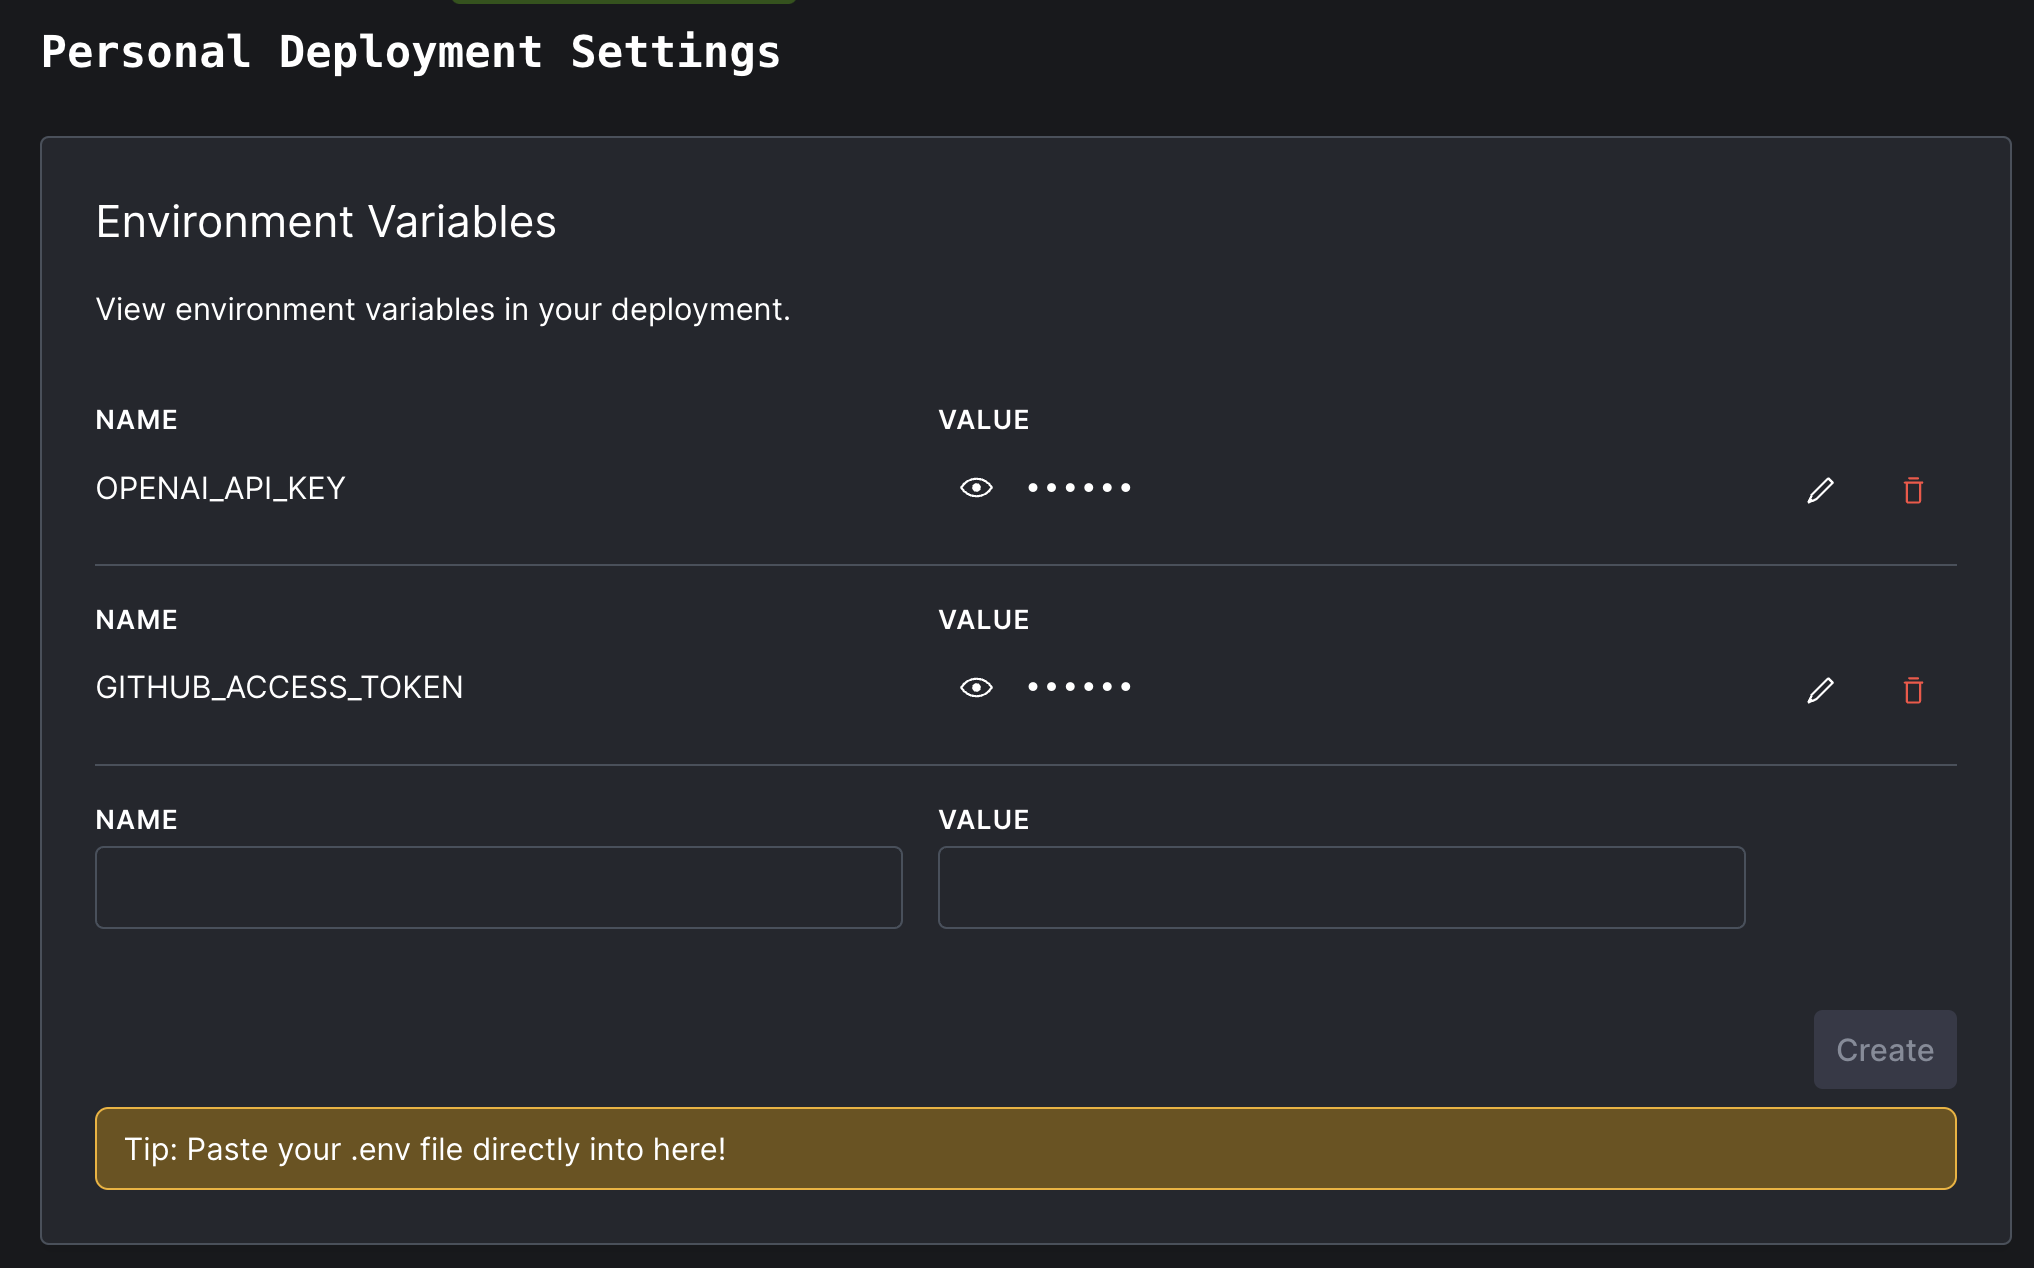 Personal Deployment Settings
Environment Variables
View environment variables in your deployment.
NAME VALUE
OPENAI_API_KEY ••••••
NAME VALUE
GITHUB_ACCESS_TOKEN ••••••
NAME VALUE
Create
Tip: Paste your .env file directly into here!